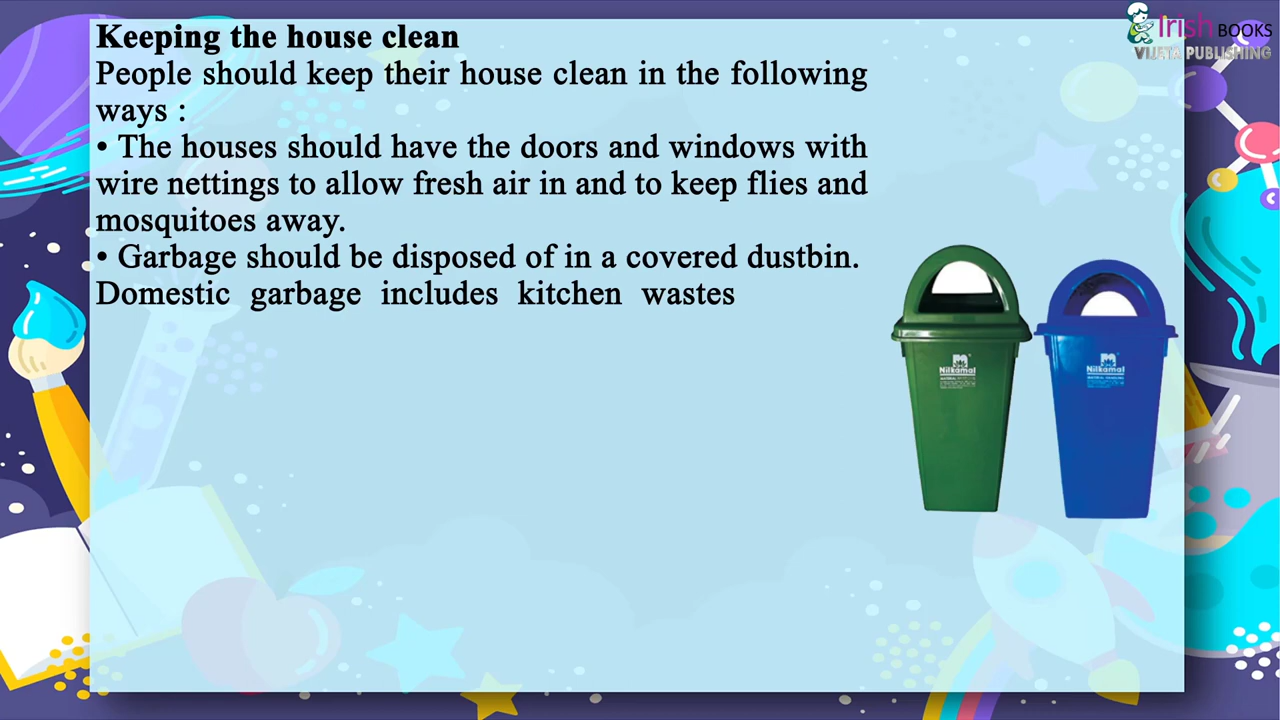 Keeping the house clean
People should keep their house clean in the following
ways :
• The houses should have the doors and windows with
wire nettings to allow fresh air in and to keep flies and
mosquitoes away.
• Garbage should be disposed of in a covered dustbin.
Domestic garbage includes kitchen wastes
Irish BOOKS
VIJETA PUBLISHING
Nilkamal
Nilkamal